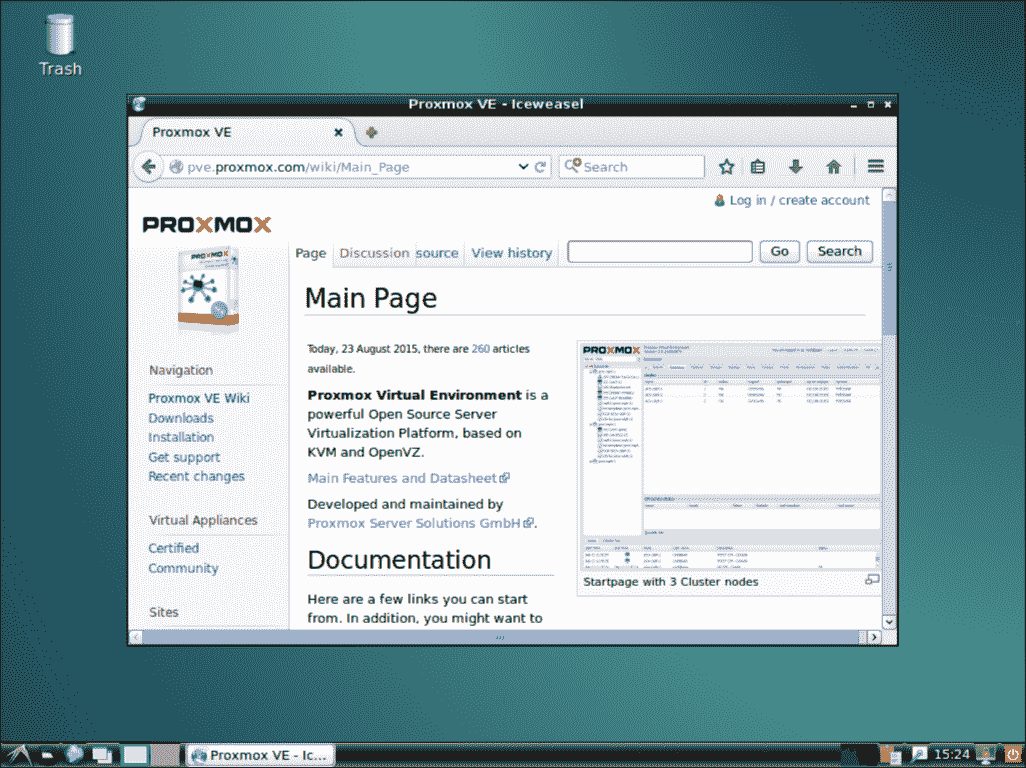 Trash
Proxmox VE - Iceweasel
Proxmox VE
pve.proxmox.com/wiki/Main_Page
Search
Log in / create account
PROXMOX
Page
Discussion
source
View history
Go
Search
PROXMOX
Main Page
Today, 23 August 2015, there are 260 articles
available.
Proxmox Virtual Environment is a
powerful Open Source Server
Virtualization Platform, based on
KVM and OpenVZ.
Main Features and Datasheet
Developed and maintained by
Proxmox Server Solutions GmbH.
Documentation
Here are a few links you can start
from. In addition, you might want to
PROXMOX
Startpage with 3 Cluster nodes
Navigation
Proxmox VE Wiki
Downloads
Installation
Get support
Recent changes
Virtual Appliances
Certified
Community
Sites
Proxmox VE - Ic...
15:24